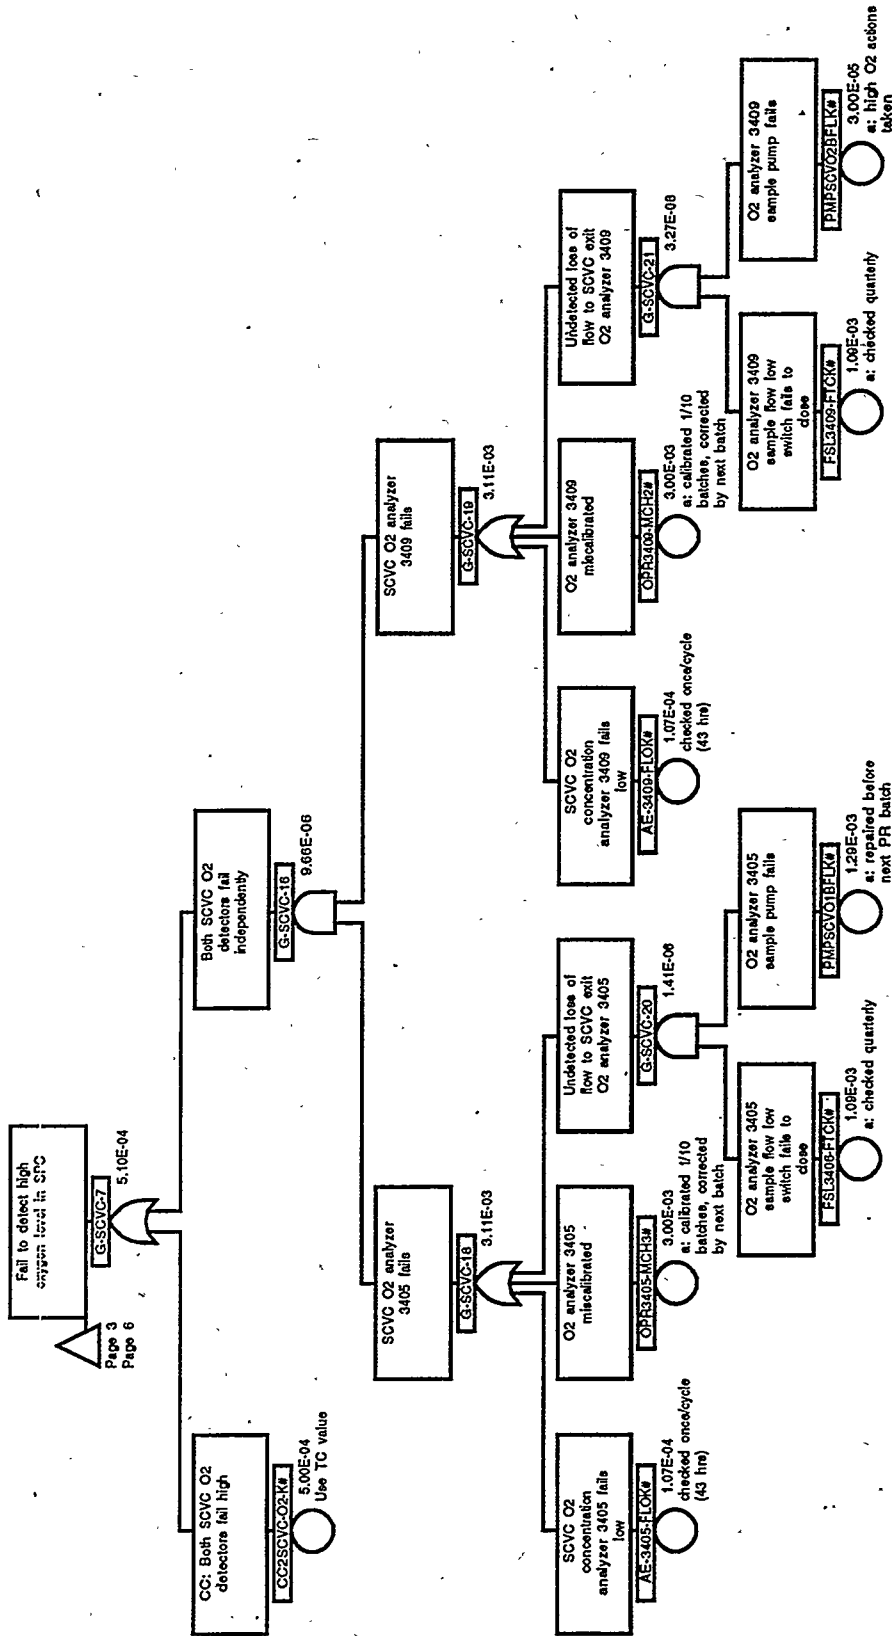 Fail to detect high
oxygen level in SPC
G-SCVC-7
5.10E-04
Page 3
Page 6
CC: Both SCVC O2
detectors fail high
CC2SCVC-O2-K#
5.00E-04
Use TC value
Both SCVC O2
detectors fail
independently
G-SCVC-16
9.66E-06
SCVC O2 analyzer
3405 fails
G-SCVC-18
3.11E-03
SCVC O2 analyzer
3409 fails
G-SCVC-19
3.11E-03
SCVC O2
concentration
analyzer 3405 fails
low
AE-3405-FLOK#
1.07E-04
checked once/cycle
(43 hrs)
O2 analyzer 3405
miscalibrated
OPR3405-MCH3#
3.00E-03
a: calibrated 1/10
batches, corrected
by next batch
Undetected loss of
flow to SCVC exit
O2 analyzer 3405
G-SCVC-20
1.41E-06
SCVC O2
concentration
analyzer 3409 fails
low
AE-3409-FLOK#
1.07E-04
checked once/cycle
(43 hrs)
O2 analyzer 3409
miscalibrated
OPR3409-MCH2#
3.00E-03
a: calibrated 1/10
batches, corrected
by next batch
Undetected loss of
flow to SCVC exit
O2 analyzer 3409
G-SCVC-21
3.27E-08
O2 analyzer 3405
sample flow low
switch fails to
close
FSL3406-FTCK#
1.09E-03
a: checked quarterly
O2 analyzer 3405
sample pump fails
PMPSCVO1BFLK#
1.29E-03
a: repaired before
next PR batch
O2 analyzer 3409
sample flow low
switch fails to
close
FSL3409-FTCK#
1.09E-03
a: checked quarterly
O2 analyzer 3409
sample pump fails
PMPSCVO2BFLK#
3.00E-05
a: high O2 actions
taken